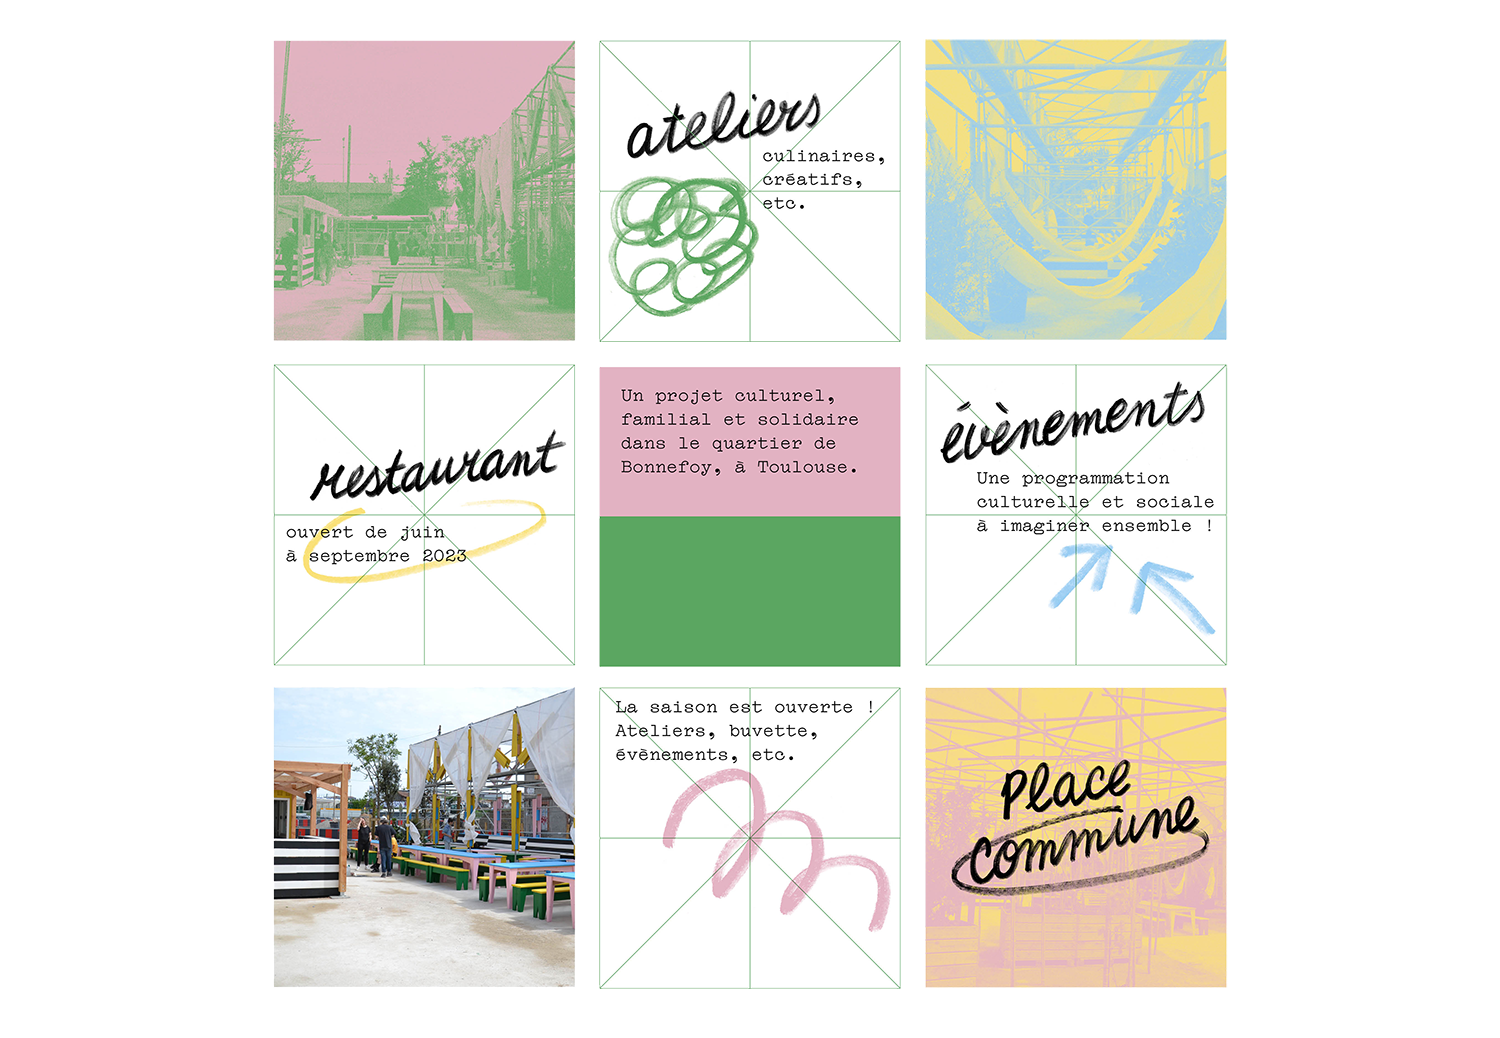 ateliers
culinaires,
créatifs,
etc.
restaurant
ouvert de juin
à septembre 2023
Un projet culturel,
familial et solidaire
dans le quartier de
Bonnefoy, à Toulouse.
évènements
Une programmation
culturelle et sociale
à imaginer ensemble !
La saison est ouverte !
Ateliers, buvette,
évènements, etc.
place
commune